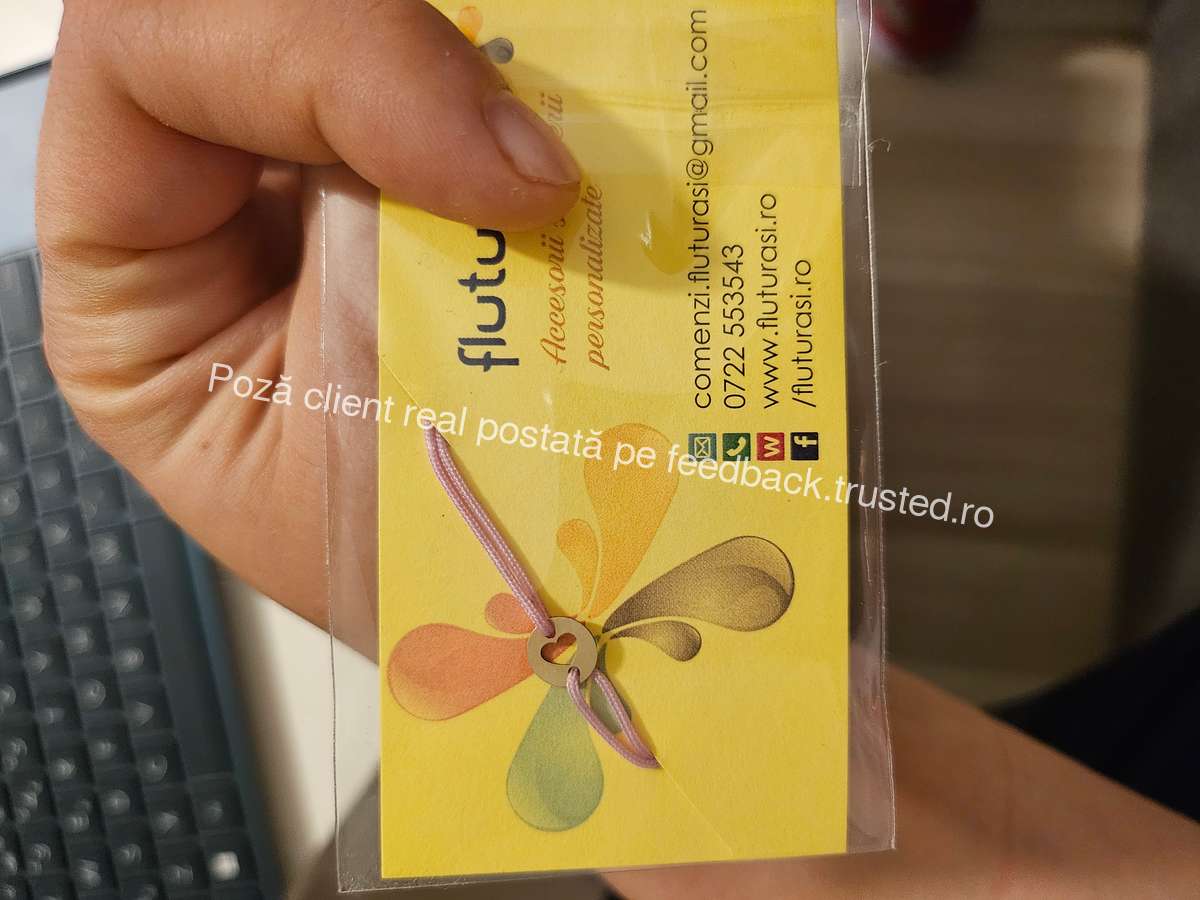 flutu
Accesorii
personalizate
comenzi.fluturasi@gmail.com
0722 553543
www.fluturasi.ro
/fluturasi.ro
W
f
Poză client real postată pe feedback.trusted.ro